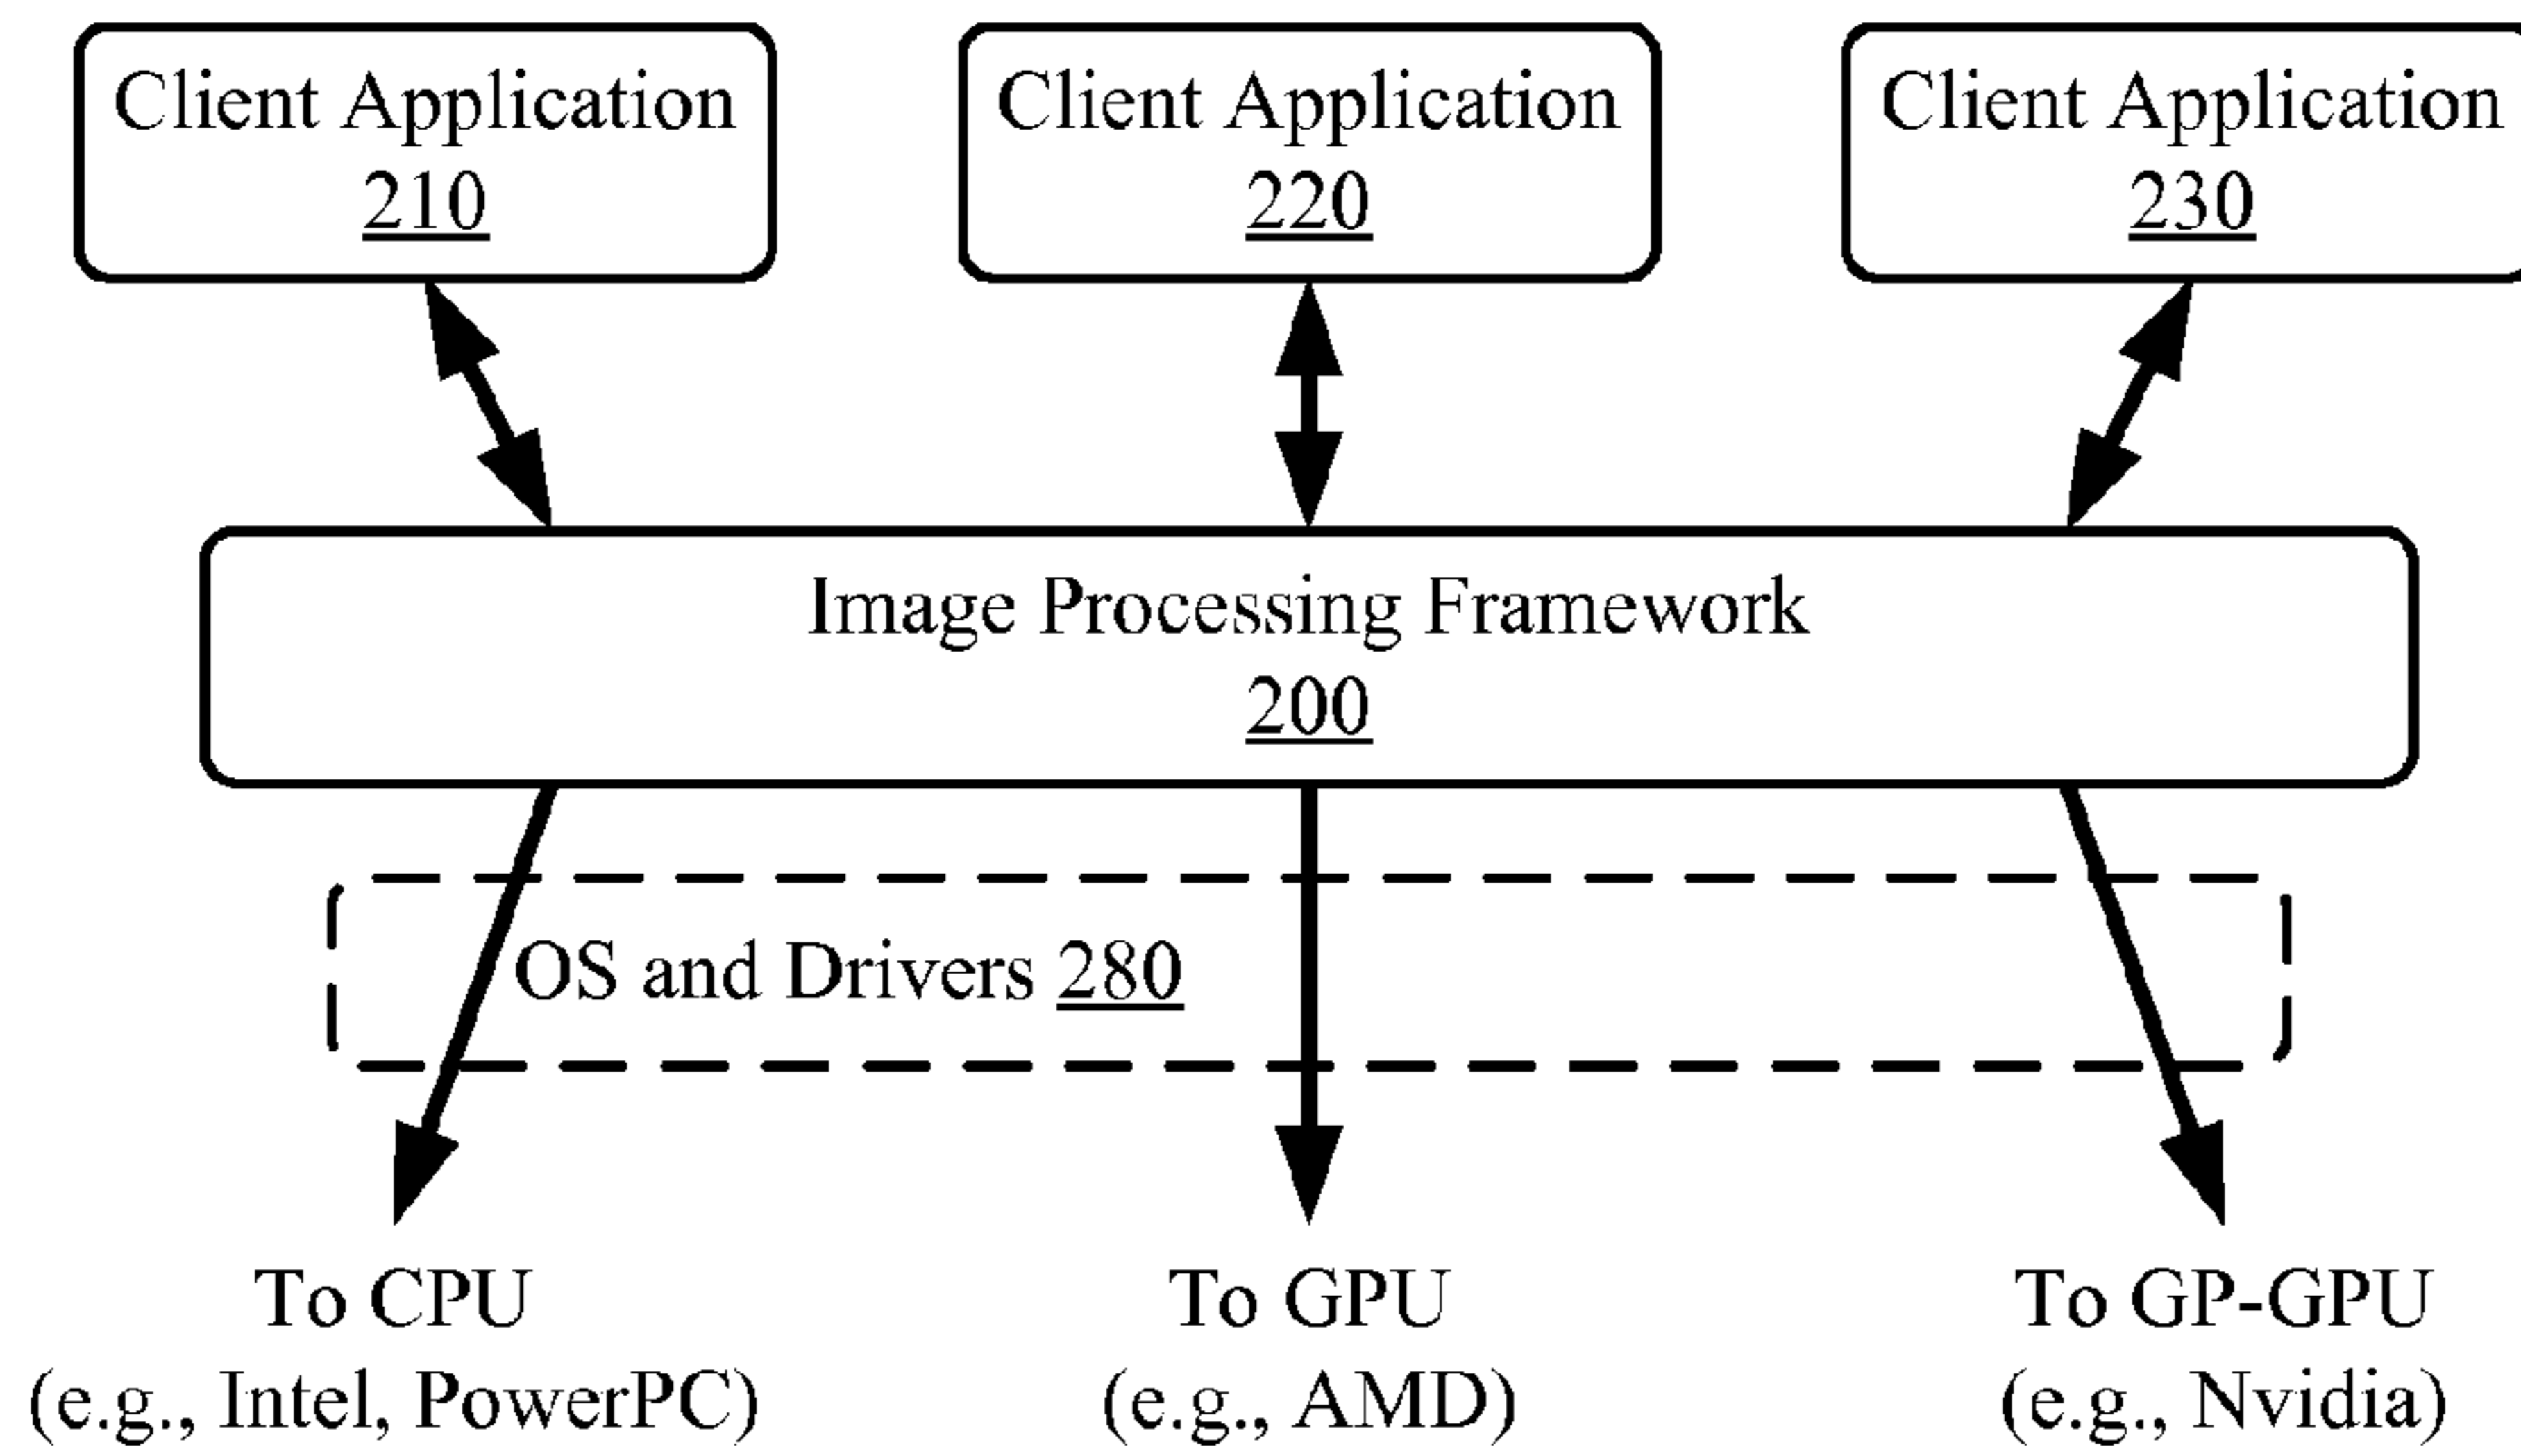 Client Application
210
Client Application
220
Client Application
230
Image Processing Framework
200
OS and Drivers 280
To CPU
(e.g., Intel, PowerPC)
To GPU
(e.g., AMD)
To GP-GPU
(e.g., Nvidia)